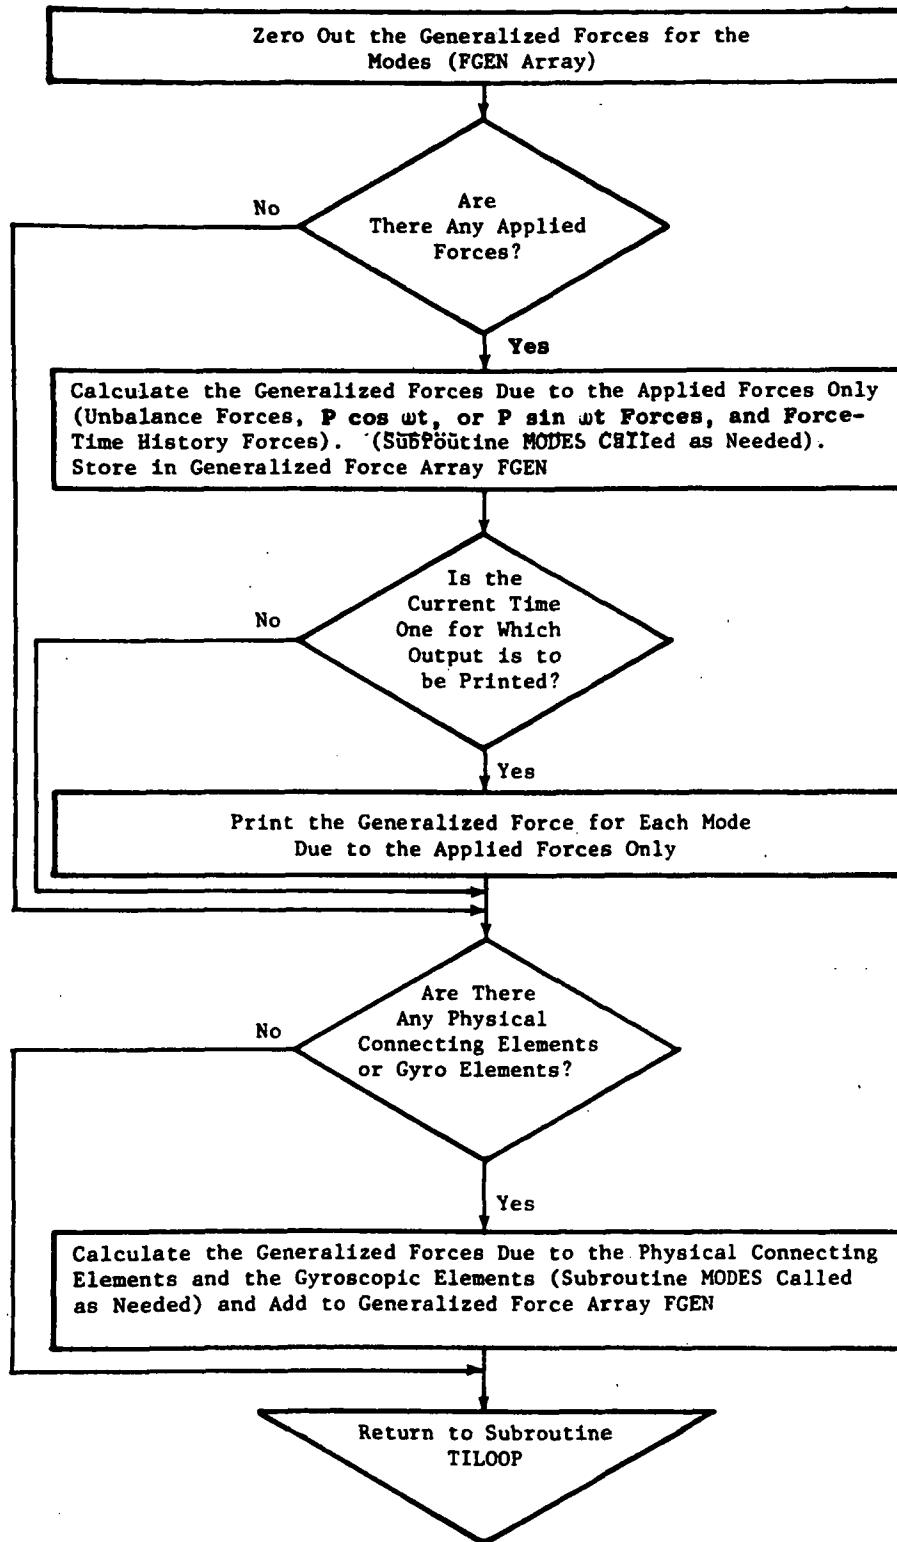 Zero Out the Generalized Forces for the
Modes (FGEN Array)
No
Are
There Any Applied
Forces?
Yes
Calculate the Generalized Forces Due to the Applied Forces Only
(Unbalance Forces, P cos ωt, or P sin ωt Forces, and Force-
Time History Forces). (Subroutine MODES Called as Needed).
Store in Generalized Force Array FGEN
No
Is the
Current Time
One for Which
Output is to
be Printed?
Yes
Print the Generalized Force for Each Mode
Due to the Applied Forces Only
No
Are There
Any Physical
Connecting Elements
or Gyro Elements?
Yes
Calculate the Generalized Forces Due to the Physical Connecting
Elements and the Gyroscopic Elements (Subroutine MODES Called
as Needed) and Add to Generalized Force Array FGEN
Return to Subroutine
TILOOP